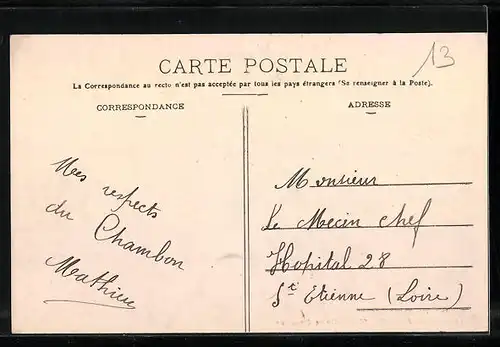 13
CARTE POSTALE
La Correspondance au recto n'est pas acceptée par tous les pays étrangers (Se renseigner à la Poste).
CORRESPONDANCE
Mes respects
du Chambon
Mathieu
ADRESSE
Monsieur
Le Mecin chef
Hopital 28
St Etienne (Loire)